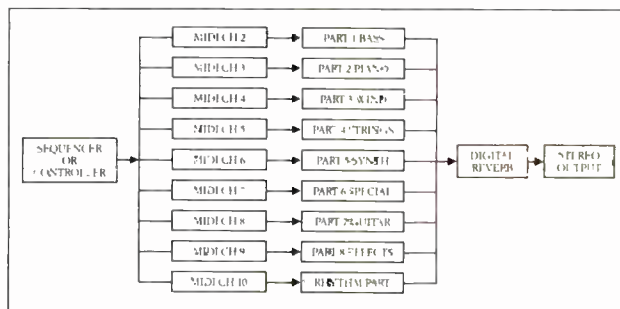 SEQUENCER
OR
CONTROLLER
MIDI CH 2
PART 1 BASS
MIDI CH 3
PART 2 PIANO
MIDI CH 4
PART 3 WIND
MIDI CH 5
PART 4 STRINGS
MIDI CH 6
PART 5 SYNTH
MIDI CH 7
PART 6 SPECIAL
MIDI CH 8
PART 7 GUITAR
MIDI CH 9
PART 8 EFFECTS
MIDI CH 10
RHYTHM PART
DIGITAL
REVERB
STEREO
OUTPUT